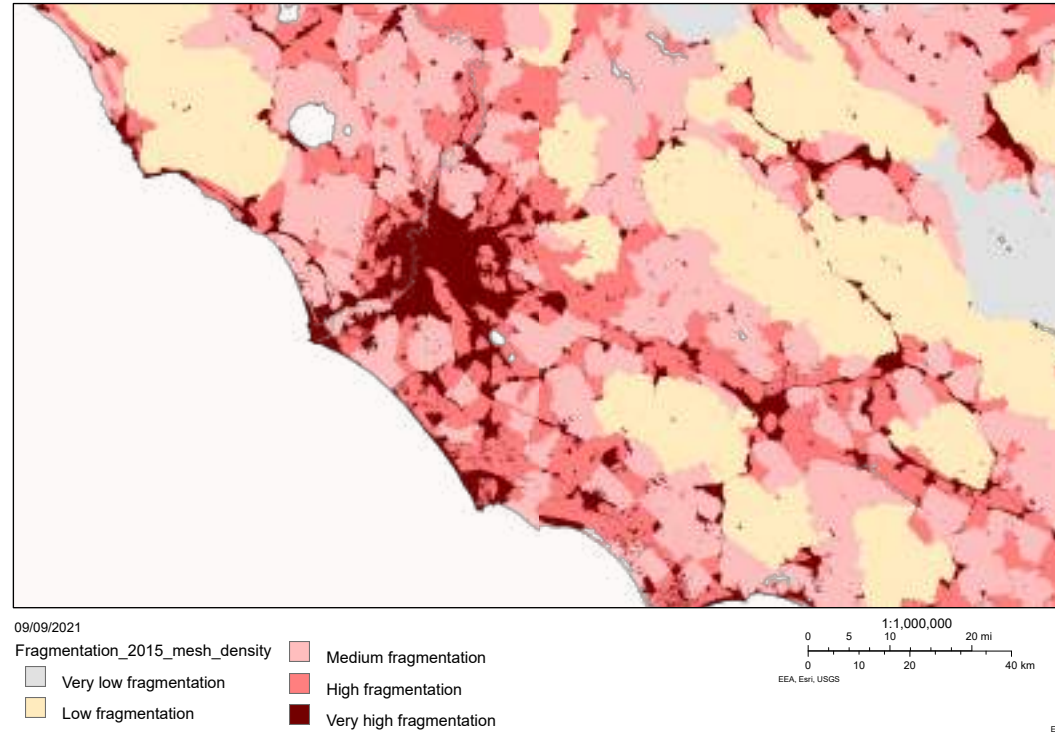 09/09/2021
Fragmentation_2015_mesh_density
Very low fragmentation
Low fragmentation
Medium fragmentation
High fragmentation
Very high fragmentation
1:1,000,000
0 5 10 20 mi
0 10 20 40 km
EEA, Esri, USGS
E